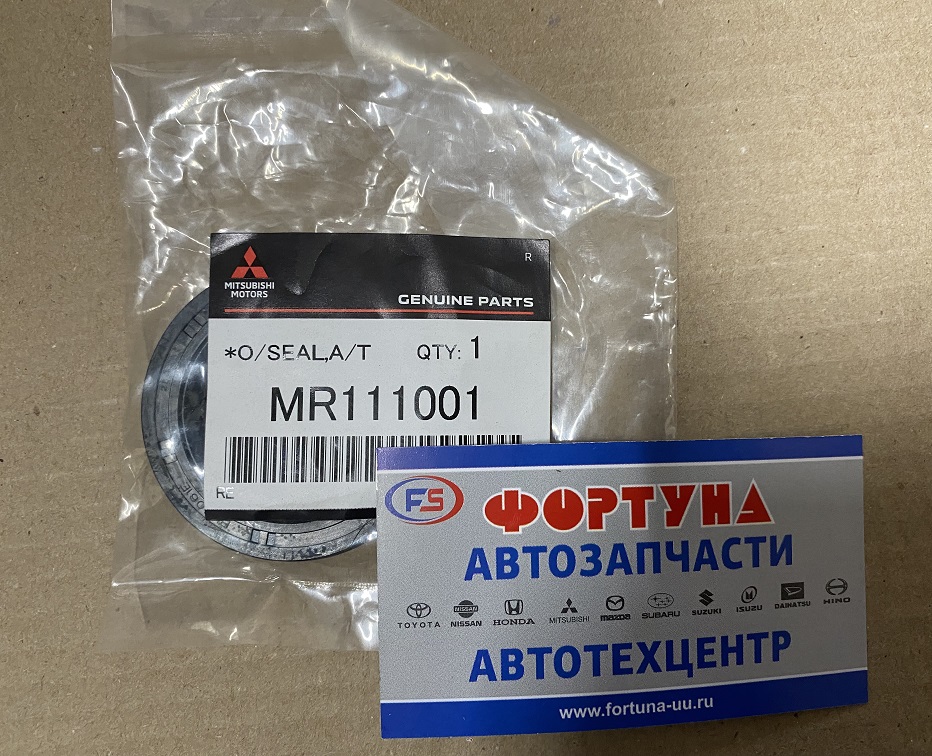 MITSUBISHI
MOTORS
R
GENUINE PARTS
*O/SEAL,A/T QTY: 1
MR111001
RE
FS ФОРТУНА
АВТОЗАПЧАСТИ
TOYOTA NISSAN HONDA MITSUBISHI mazda SUBARU SUZUKI ISUZU DAIHATSU HINO
АВТОТЕХЦЕНТР
www.fortuna-uu.ru